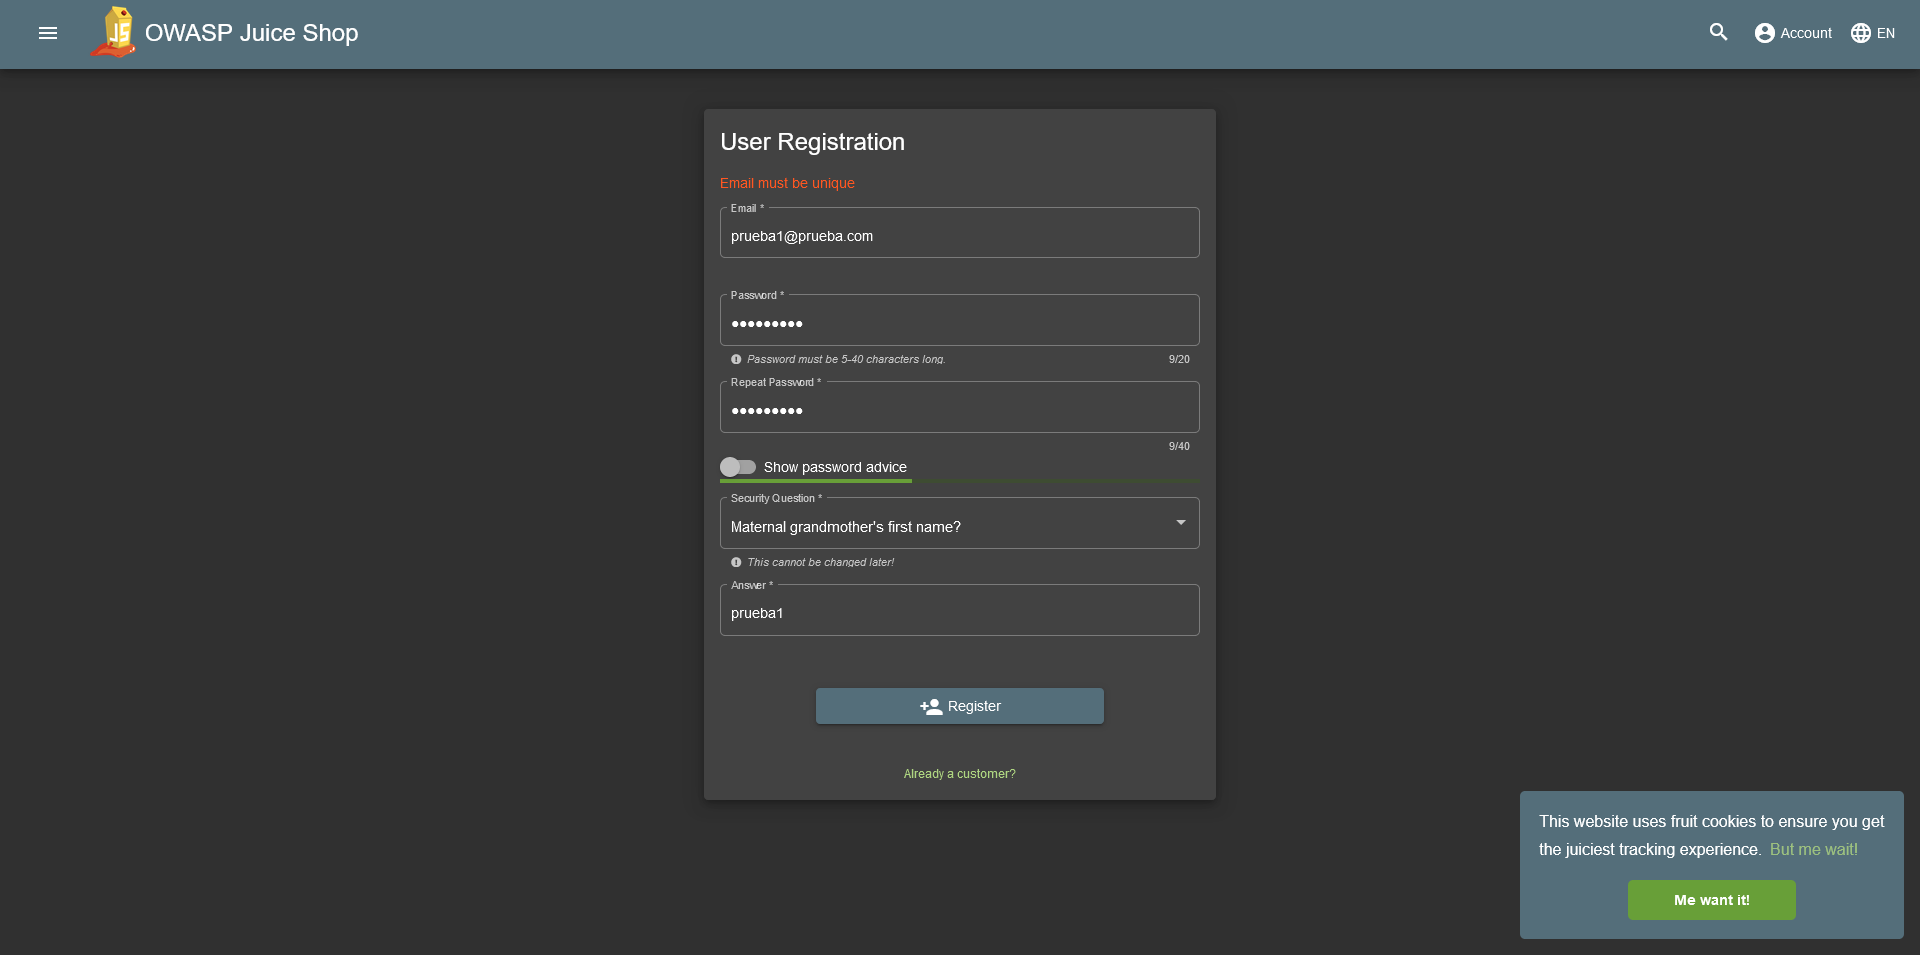 OWASP Juice Shop
Account
EN
User Registration
Email must be unique
Email *
prueba1@prueba.com
Password *
•••••••••
Password must be 5-40 characters long.
9/20
Repeat Password *
•••••••••
9/40
Show password advice
Security Question *
Maternal grandmother's first name?
This cannot be changed later!
Answer *
prueba1
Register
Already a customer?
This website uses fruit cookies to ensure you get
the juiciest tracking experience. But me wait!
Me want it!